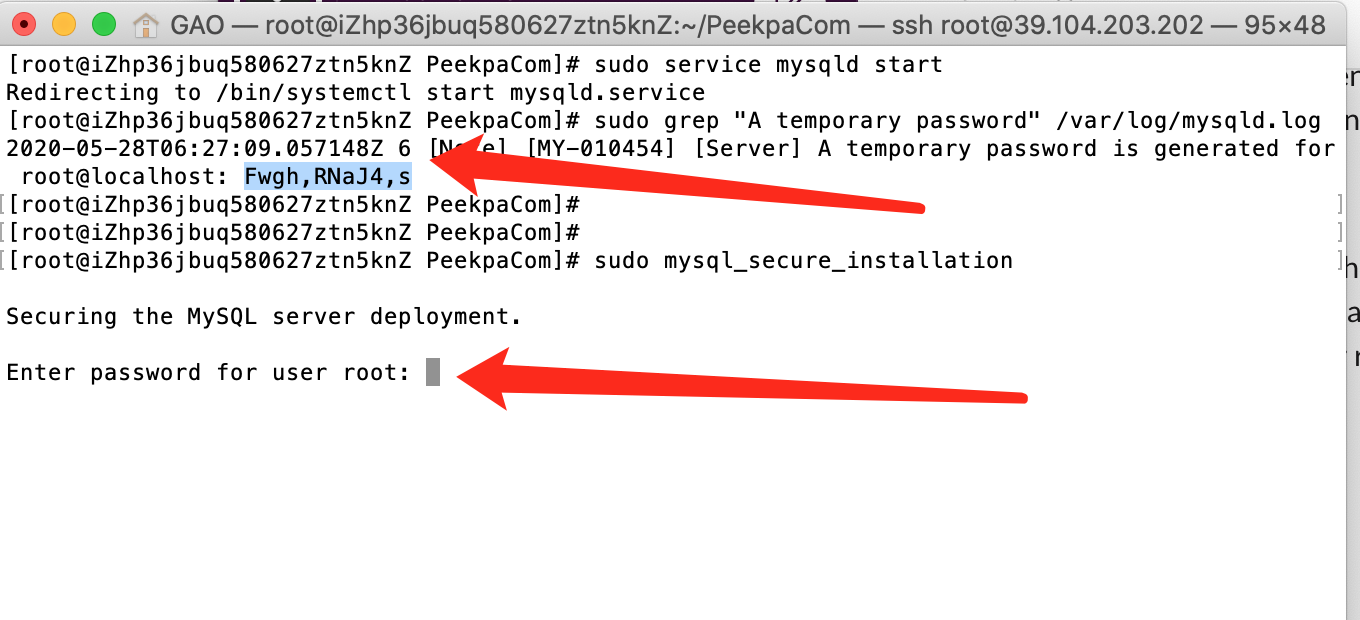 GAO — root@iZhp36jbuq580627ztn5knZ:~/PeekpaCom — ssh root@39.104.203.202 — 95×48
[root@iZhp36jbuq580627ztn5knZ PeekpaCom]# sudo service mysqld start
Redirecting to /bin/systemctl start mysqld.service
[root@iZhp36jbuq580627ztn5knZ PeekpaCom]# sudo grep "A temporary password" /var/log/mysqld.log
2020-05-28T06:27:09.057148Z 6 [MY-010454] [Server] A temporary password is generated for
root@localhost: Fwgh,RNaJ4,s
[[root@iZhp36jbuq580627ztn5knZ PeekpaCom]# ]
[[root@iZhp36jbuq580627ztn5knZ PeekpaCom]# ]
[[root@iZhp36jbuq580627ztn5knZ PeekpaCom]# sudo mysql_secure_installation ]
Securing the MySQL server deployment.
Enter password for user root: